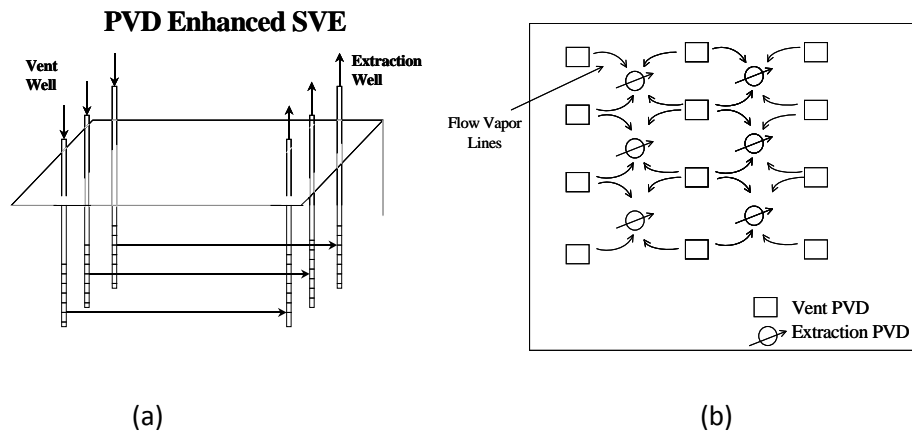 PVD Enhanced SVE
Vent
Well
Extraction
Well
Flow Vapor
Lines
Vent PVD
Extraction PVD
(a)
(b)